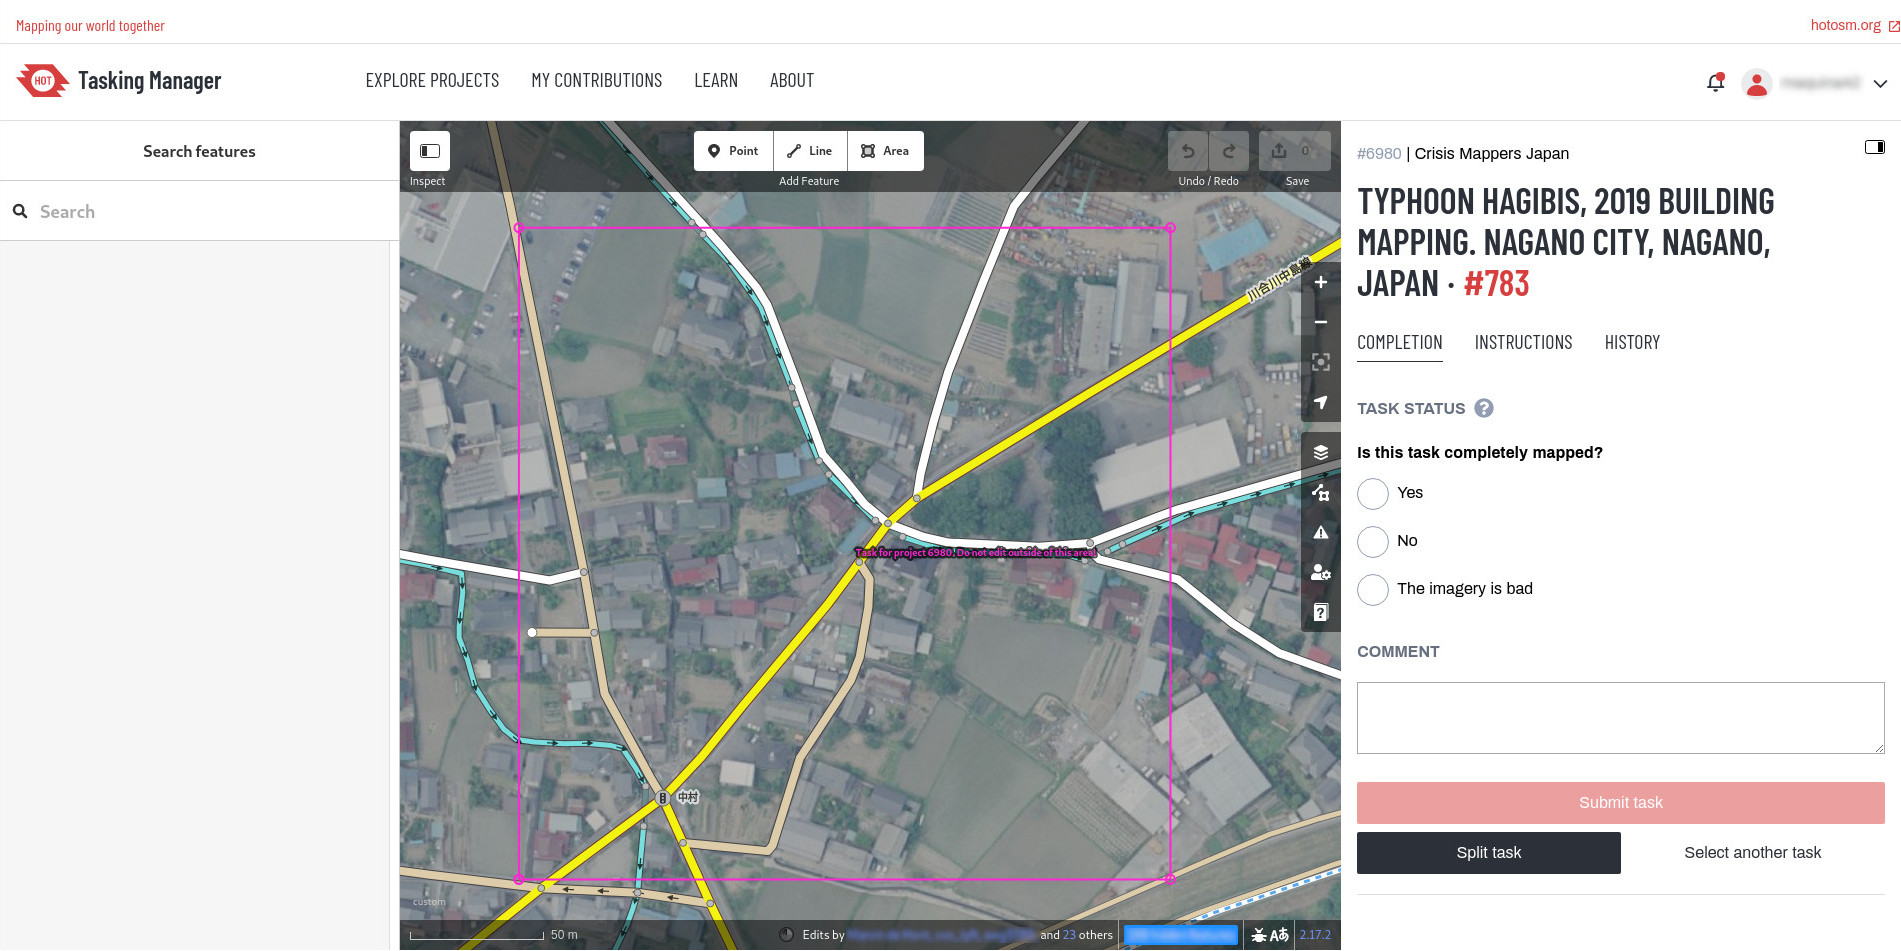 Mapping our world together
hotosm.org
HOT
Tasking Manager
EXPLORE PROJECTS
MY CONTRIBUTIONS
LEARN
ABOUT
Search features
Search
Inspect
Point
Line
Area
Add Feature
Undo / Redo
0
Save
川合川中島線
Task for project 6980. Do not edit outside of this area!
中村
custom
50 m
Edits by
and 23 others
Aあ
2.17.2
#6980 | Crisis Mappers Japan
TYPHOON HAGIBIS, 2019 BUILDING
MAPPING. NAGANO CITY, NAGANO,
JAPAN · #783
COMPLETION
INSTRUCTIONS
HISTORY
TASK STATUS ?
Is this task completely mapped?
Yes
No
The imagery is bad
COMMENT
Submit task
Split task
Select another task